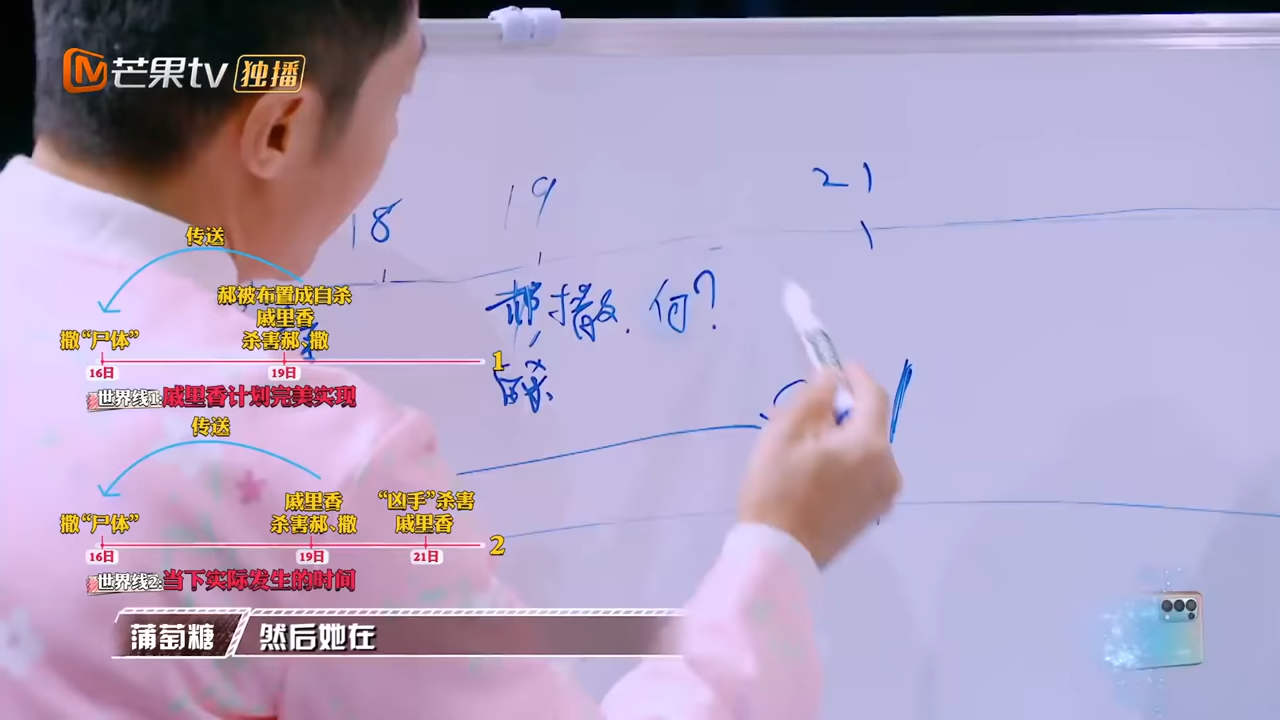 芒果tv 独播
18
19
21
郝 撒. 何?
传送
郝被布置成自杀
戚里香
杀害郝、撒
撒“尸体”
16日
19日
1
世界线1:戚里香计划完美实现
传送
戚里香
杀害郝、撒
“凶手”杀害
戚里香
撒“尸体”
16日
19日
21日
2
世界线2:当下实际发生的时间
蒲萄糖
然后她在